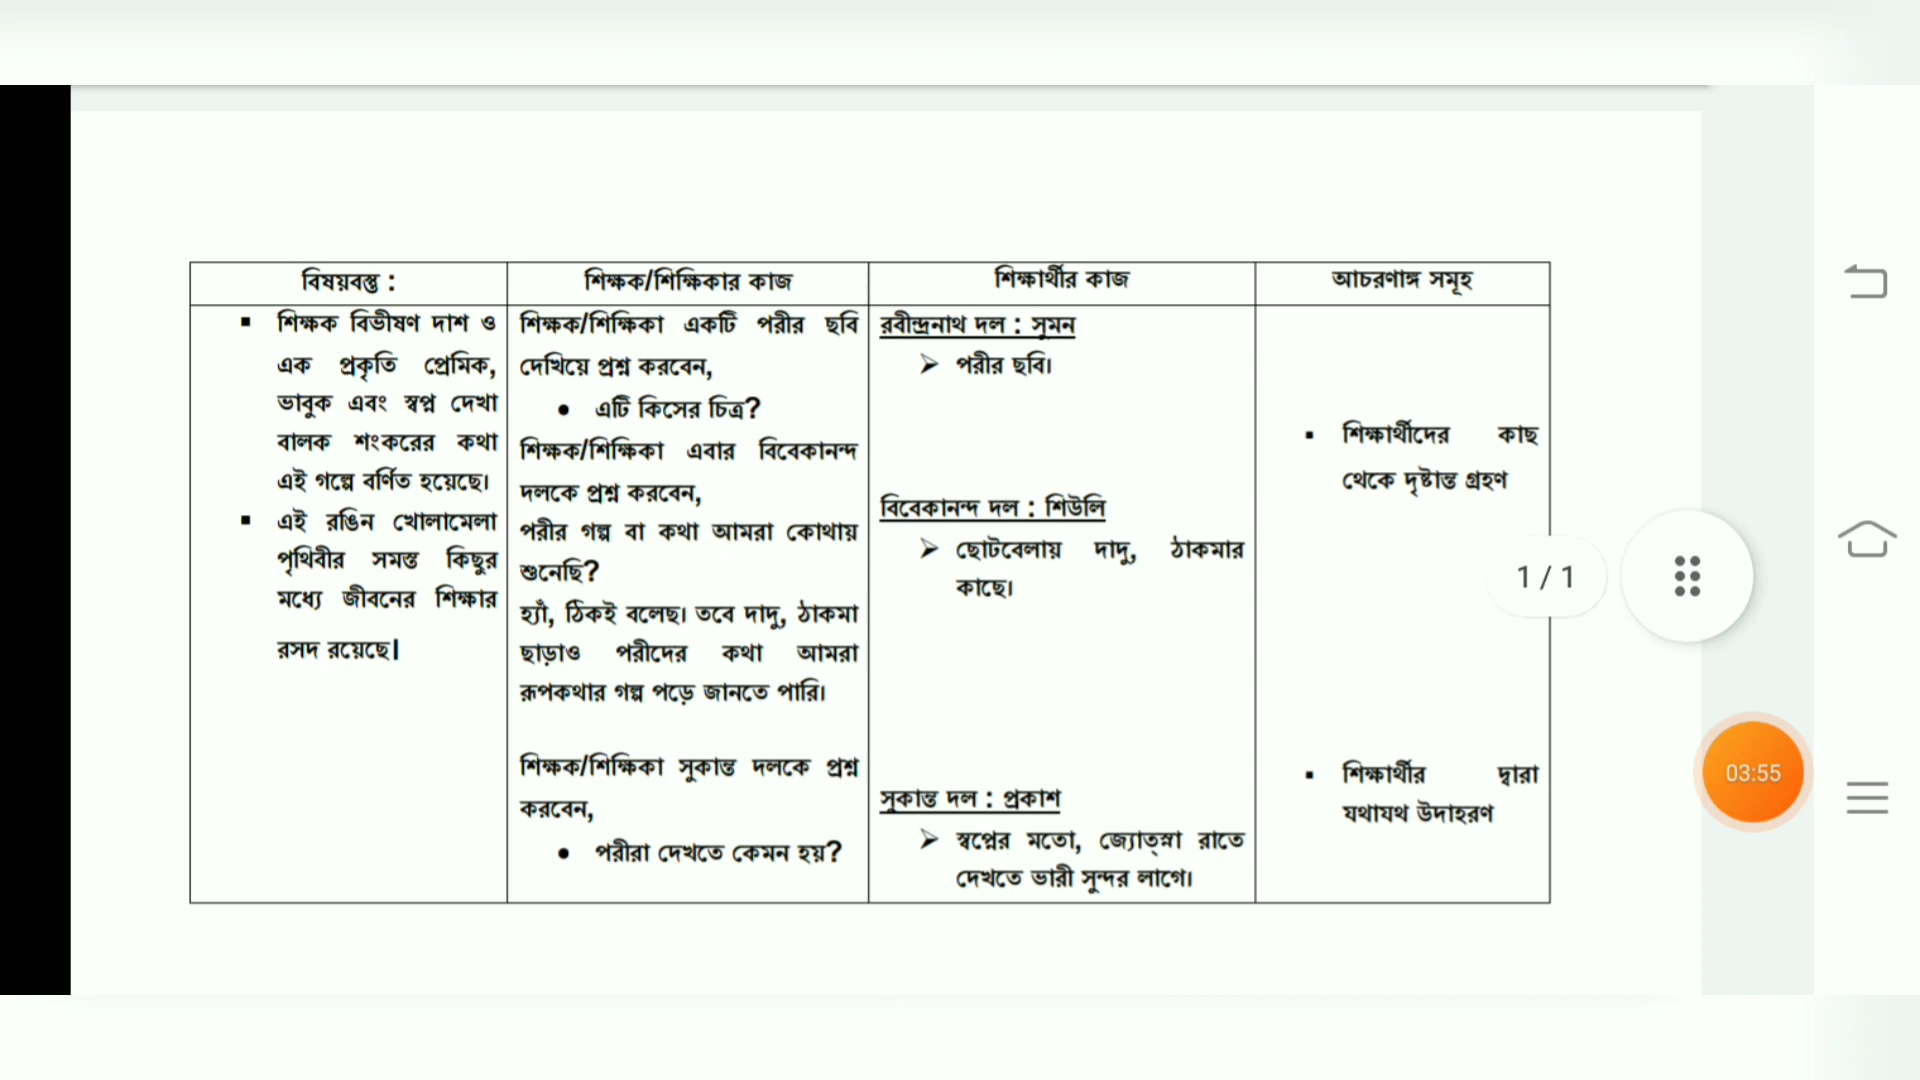 বিষয়বস্তু :
শিক্ষক/শিক্ষিকার কাজ
শিক্ষার্থীর কাজ
আচরণাঙ্গ সমূহ
▪ শিক্ষক বিভীষণ দাশ ও
এক প্রকৃতি প্রেমিক,
ভাবুক এবং স্বপ্ন দেখা
বালক শংকরের কথা
এই গল্পে বর্ণিত হয়েছে।
▪ এই রঙিন খোলামেলা
পৃথিবীর সমস্ত কিছুর
মধ্যে জীবনের শিক্ষার
রসদ রয়েছে।
শিক্ষক/শিক্ষিকা একটি পরীর ছবি
দেখিয়ে প্রশ্ন করবেন,
• এটি কিসের চিত্র?
শিক্ষক/শিক্ষিকা এবার বিবেকানন্দ
দলকে প্রশ্ন করবেন,
পরীর গল্প বা কথা আমরা কোথায়
শুনেছি?
হ্যাঁ, ঠিকই বলেছ। তবে দাদু, ঠাকমা
ছাড়াও পরীদের কথা আমরা
রূপকথার গল্প পড়ে জানতে পারি।
শিক্ষক/শিক্ষিকা সুকান্ত দলকে প্রশ্ন
করবেন,
• পরীরা দেখতে কেমন হয়?
রবীন্দ্রনাথ দল : সুমন
➢ পরীর ছবি।
বিবেকানন্দ দল : শিউলি
➢ ছোটবেলায় দাদু, ঠাকমার
কাছে।
সুকান্ত দল : প্রকাশ
➢ স্বপ্নের মতো, জ্যোত্স্না রাতে
দেখতে ভারী সুন্দর লাগে।
▪ শিক্ষার্থীদের কাছ
থেকে দৃষ্টান্ত গ্রহণ
▪ শিক্ষার্থীর দ্বারা
যথাযথ উদাহরণ
1 / 1
03:55